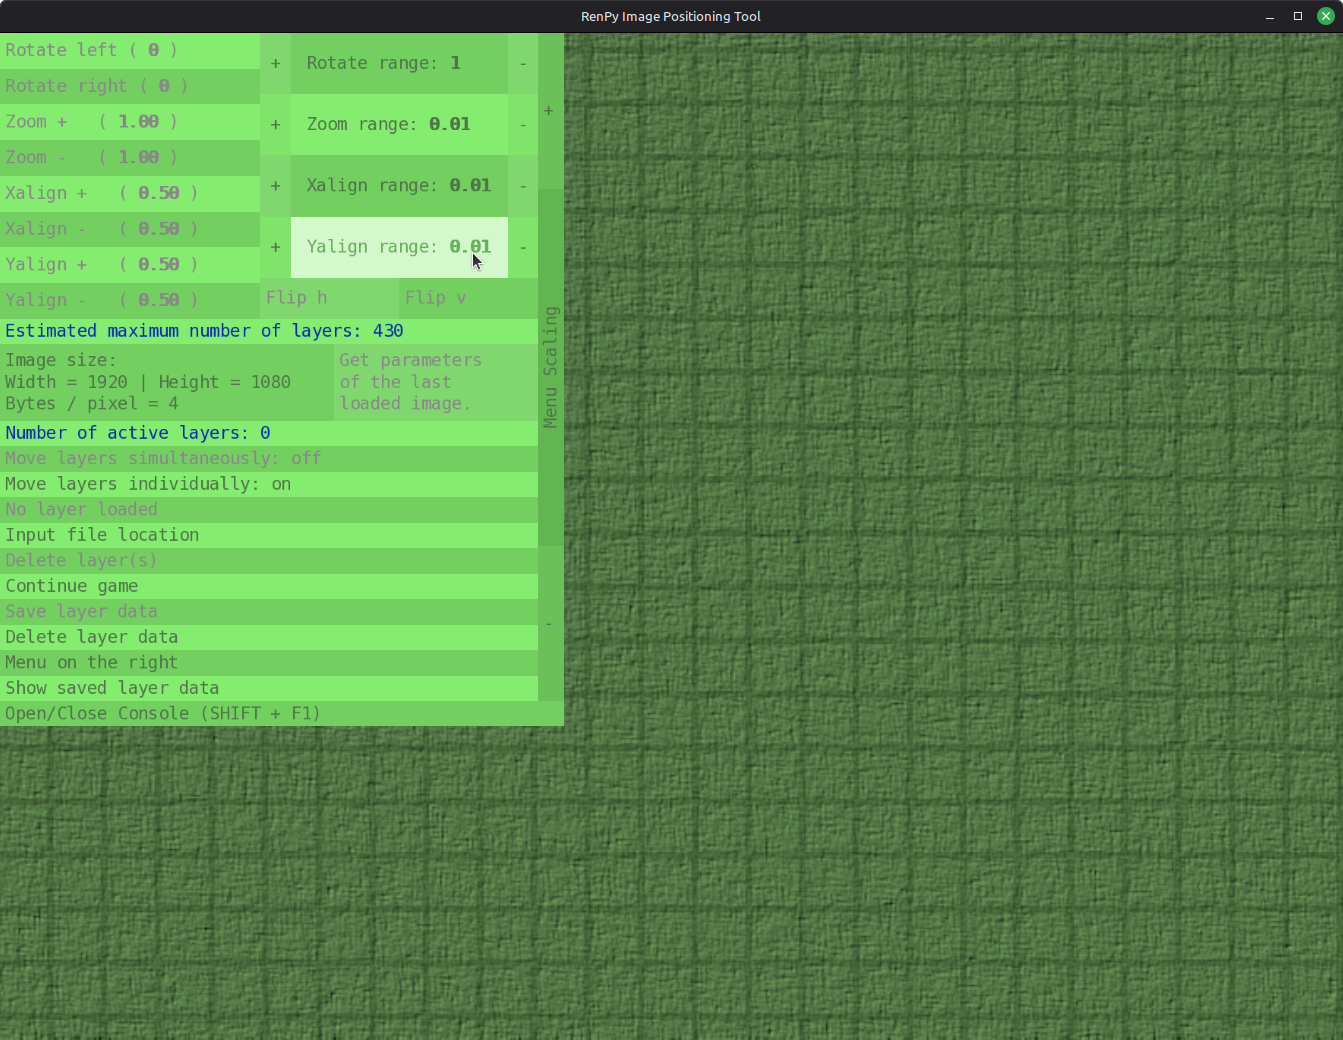 RenPy Image Positioning Tool
Rotate left ( 0 )
Rotate right ( 0 )
Zoom + ( 1.00 )
Zoom - ( 1.00 )
Xalign + ( 0.50 )
Xalign - ( 0.50 )
Yalign + ( 0.50 )
Yalign - ( 0.50 )
+ Rotate range: 1 -
+ Zoom range: 0.01 -
+ Xalign range: 0.01 -
+ Yalign range: 0.01 -
Flip h
Flip v
Estimated maximum number of layers: 430
Image size:
Width = 1920 | Height = 1080
Bytes / pixel = 4
Get parameters
of the last
loaded image.
Number of active layers: 0
Move layers simultaneously: off
Move layers individually: on
No layer loaded
Input file location
Delete layer(s)
Continue game
Save layer data
Delete layer data
Menu on the right
Show saved layer data
Open/Close Console (SHIFT + F1)
+
Menu Scaling
-